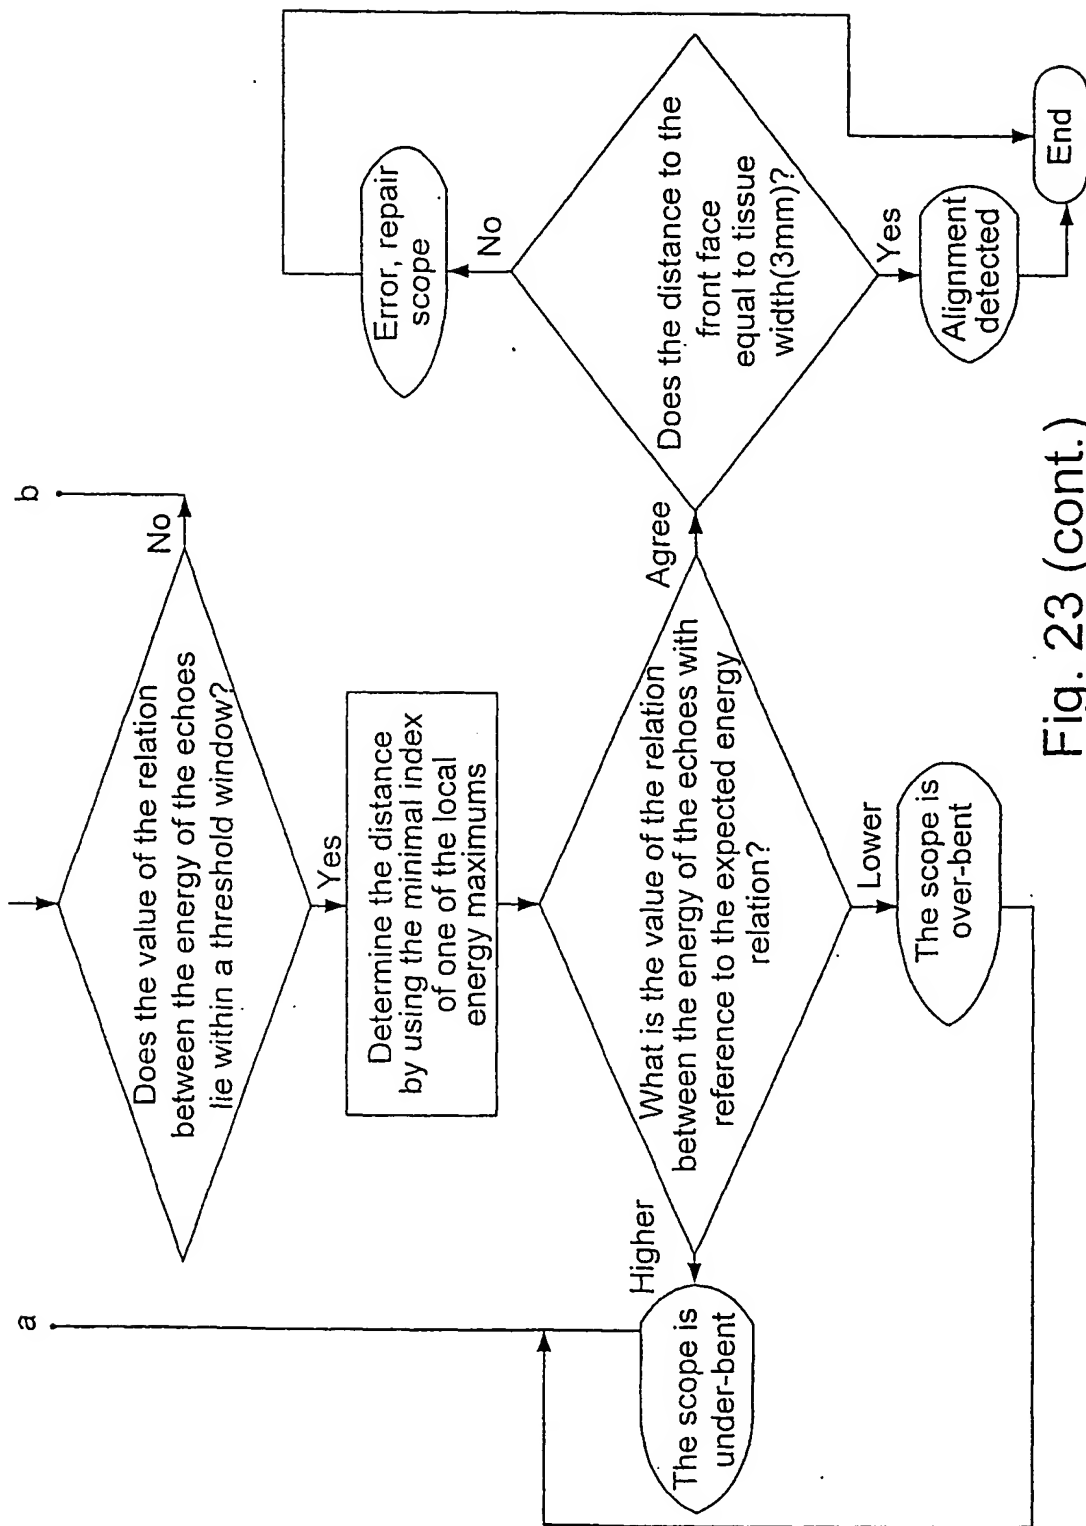 a
b
Does the value of the relation
between the energy of the echoes
lie within a threshold window?
No
Yes
Determine the distance
by using the minimal index
of one of the local
energy maximums
What is the value of the relation
between the energy of the echoes with
reference to the expected energy
relation?
Higher
The scope is
under-bent
Lower
The scope is
over-bent
Agree
Does the distance to the
front face
equal to tissue
width(3mm)?
No
Error, repair
scope
Yes
Alignment
detected
End
Fig. 23 (cont.)